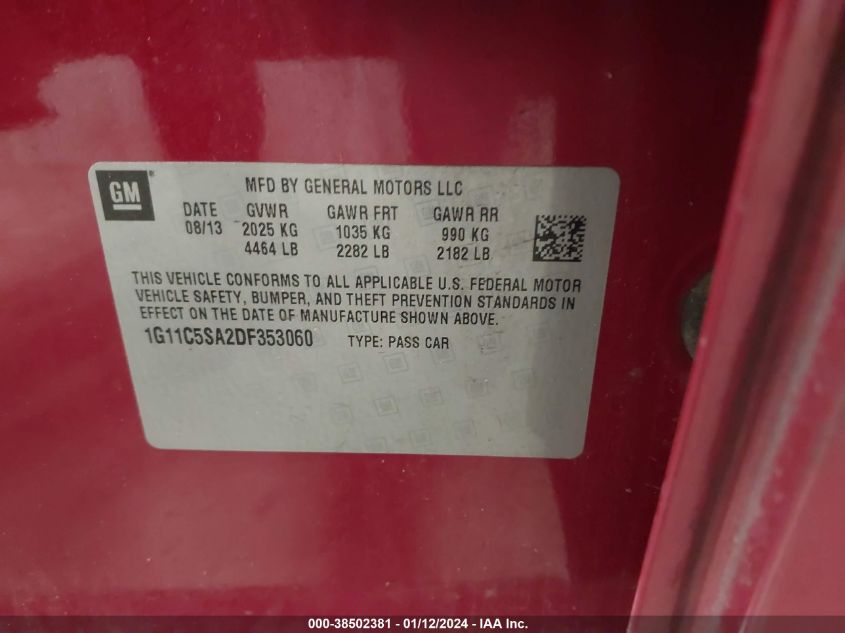 GM ®
MFD BY GENERAL MOTORS LLC
DATE GVWR GAWR FRT GAWR RR
08/13 2025 KG 1035 KG 990 KG
4464 LB 2282 LB 2182 LB
THIS VEHICLE CONFORMS TO ALL APPLICABLE U.S. FEDERAL MOTOR
VEHICLE SAFETY, BUMPER, AND THEFT PREVENTION STANDARDS IN
EFFECT ON THE DATE OF MANUFACTURE SHOWN ABOVE.
1G11C5SA2DF353060 TYPE: PASS CAR
000-38502381 - 01/12/2024 - IAA Inc.